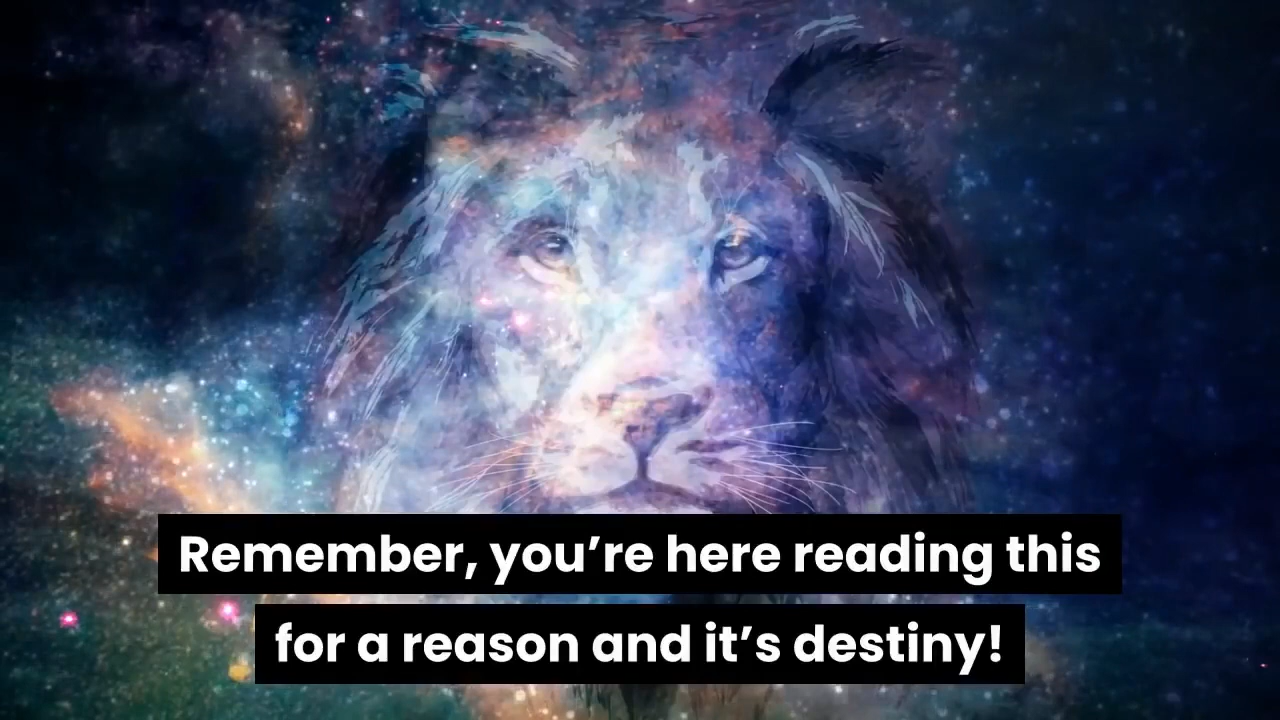 Remember, you’re here reading this
for a reason and it’s destiny!